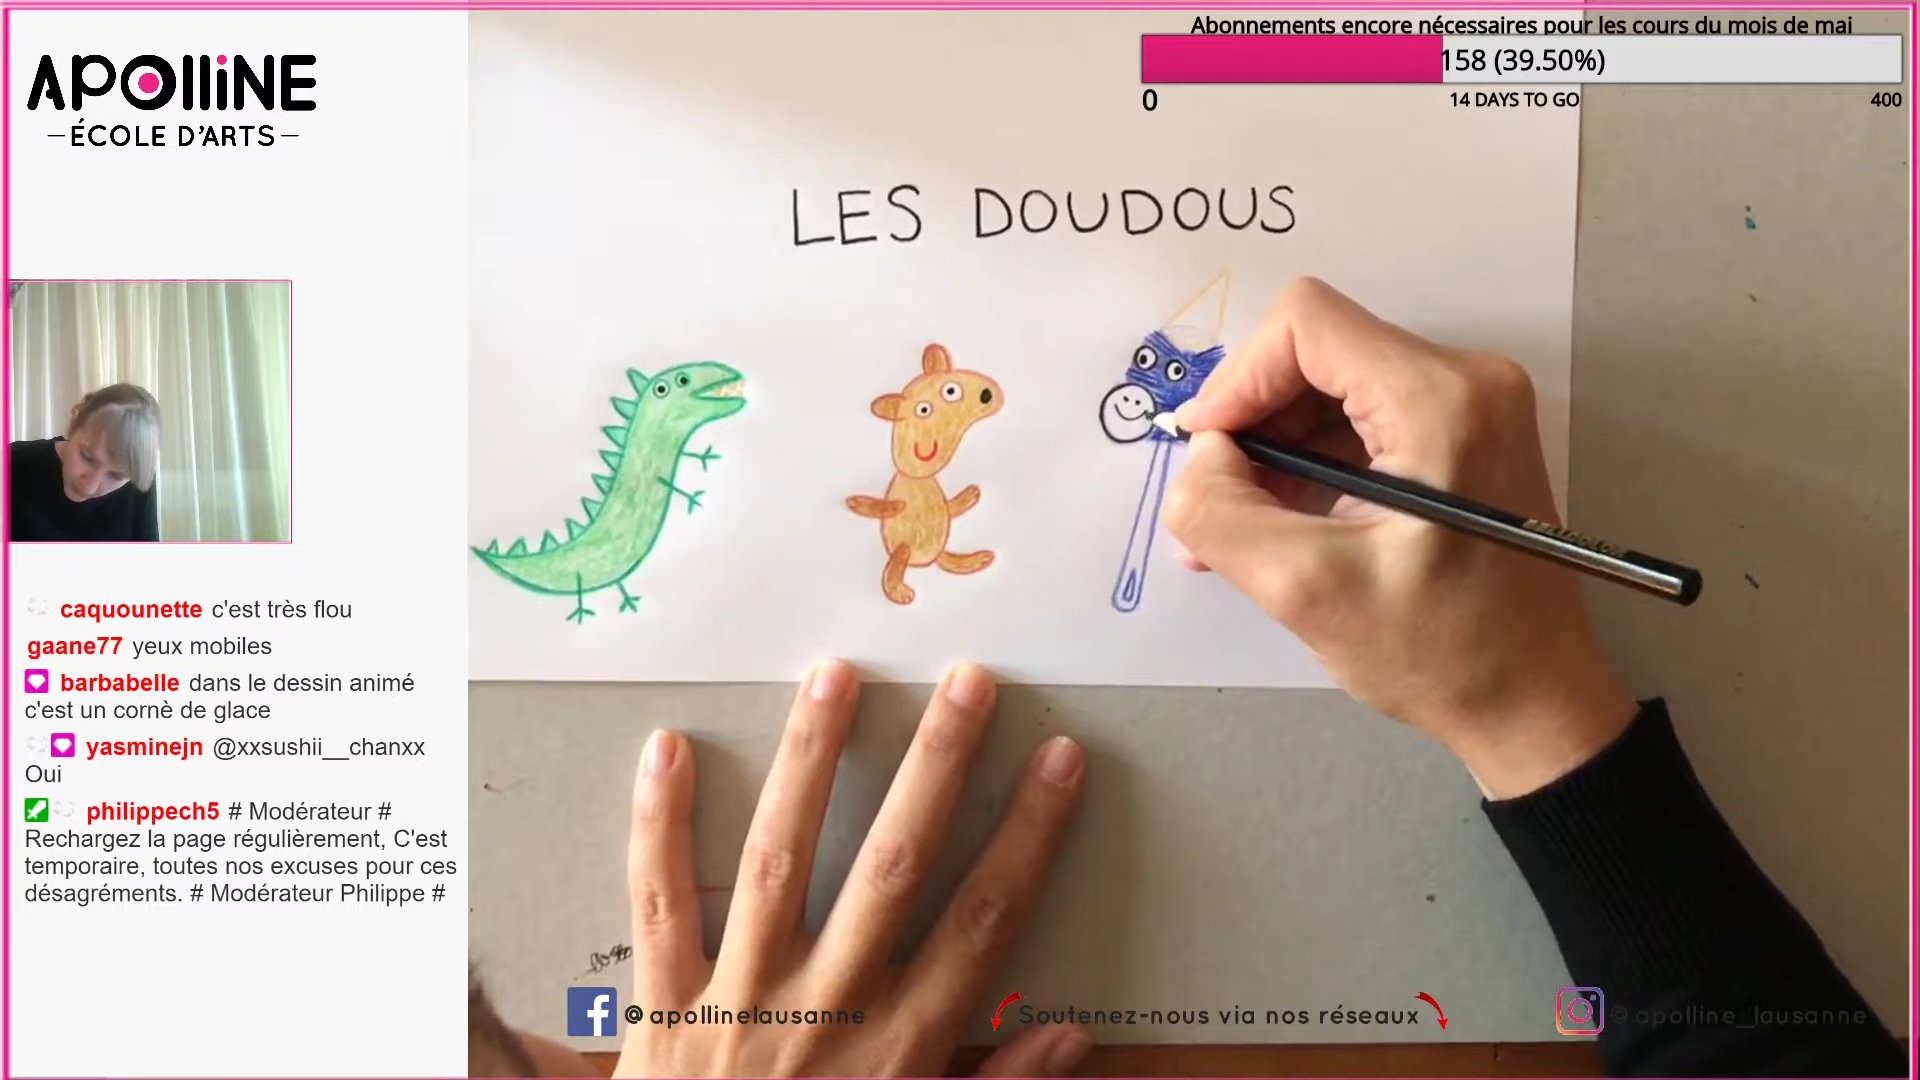 APOLLiNE
—ÉCOLE D'ARTS—
Abonnements encore nécessaires pour les cours du mois de mai
158 (39.50%)
0
14 DAYS TO GO
400
LES DOUDOUS
caquounette c'est très flou
gaane77 yeux mobiles
barbabelle dans le dessin animé
c'est un cornè de glace
yasminejn @xxsushii__chanxx
Oui
philippech5 # Modérateur #
Rechargez la page régulièrement, C'est
temporaire, toutes nos excuses pour ces
désagréments. # Modérateur Philippe #
@apollinelausanne
Soutenez-nous via nos réseaux
@apolline_lausanne